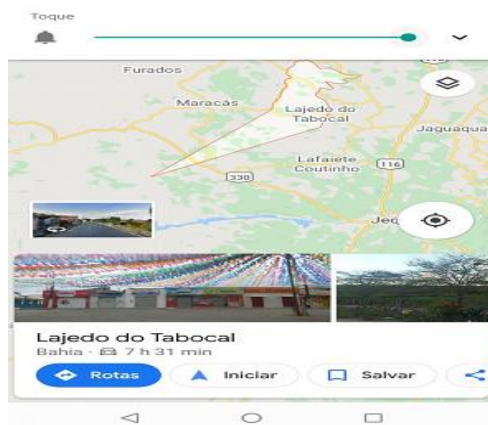 Toque
Furados
Maracás
Lajedo do
Tabocal
Jaguaqua
Lafaiete
Coutinho
116
330
Jeq
Lajedo do Tabocal
Bahia · 7 h 31 min
Rotas
Iniciar
Salvar